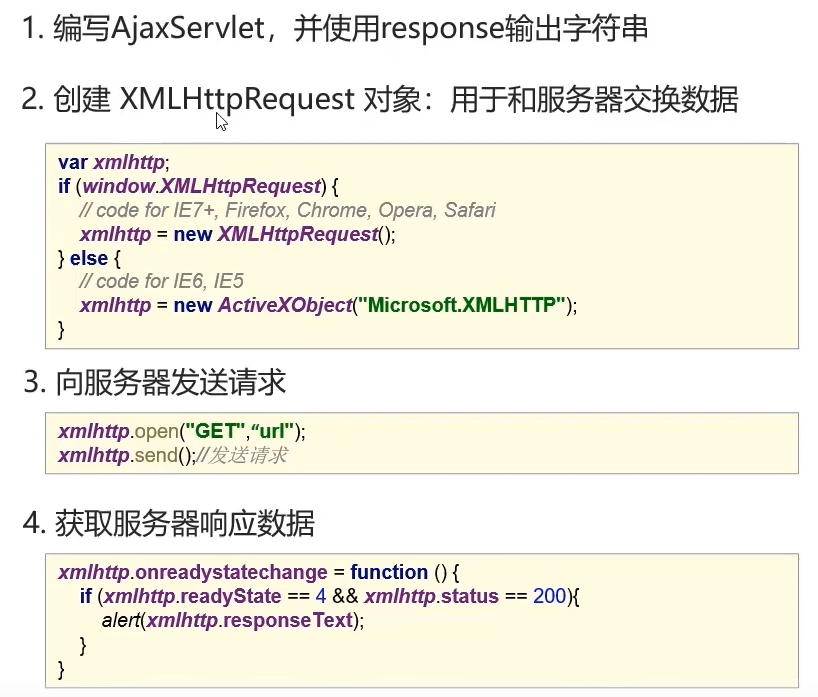 1. 编写AjaxServlet，并使用response输出字符串
2. 创建 XMLHttpRequest 对象：用于和服务器交换数据
var xmlhttp;
if (window.XMLHttpRequest) {
// code for IE7+, Firefox, Chrome, Opera, Safari
xmlhttp = new XMLHttpRequest();
} else {
// code for IE6, IE5
xmlhttp = new ActiveXObject("Microsoft.XMLHTTP");
}
3. 向服务器发送请求
xmlhttp.open("GET",“url");
xmlhttp.send();//发送请求
4. 获取服务器响应数据
xmlhttp.onreadystatechange = function () {
if (xmlhttp.readyState == 4 && xmlhttp.status == 200){
alert(xmlhttp.responseText);
}
}